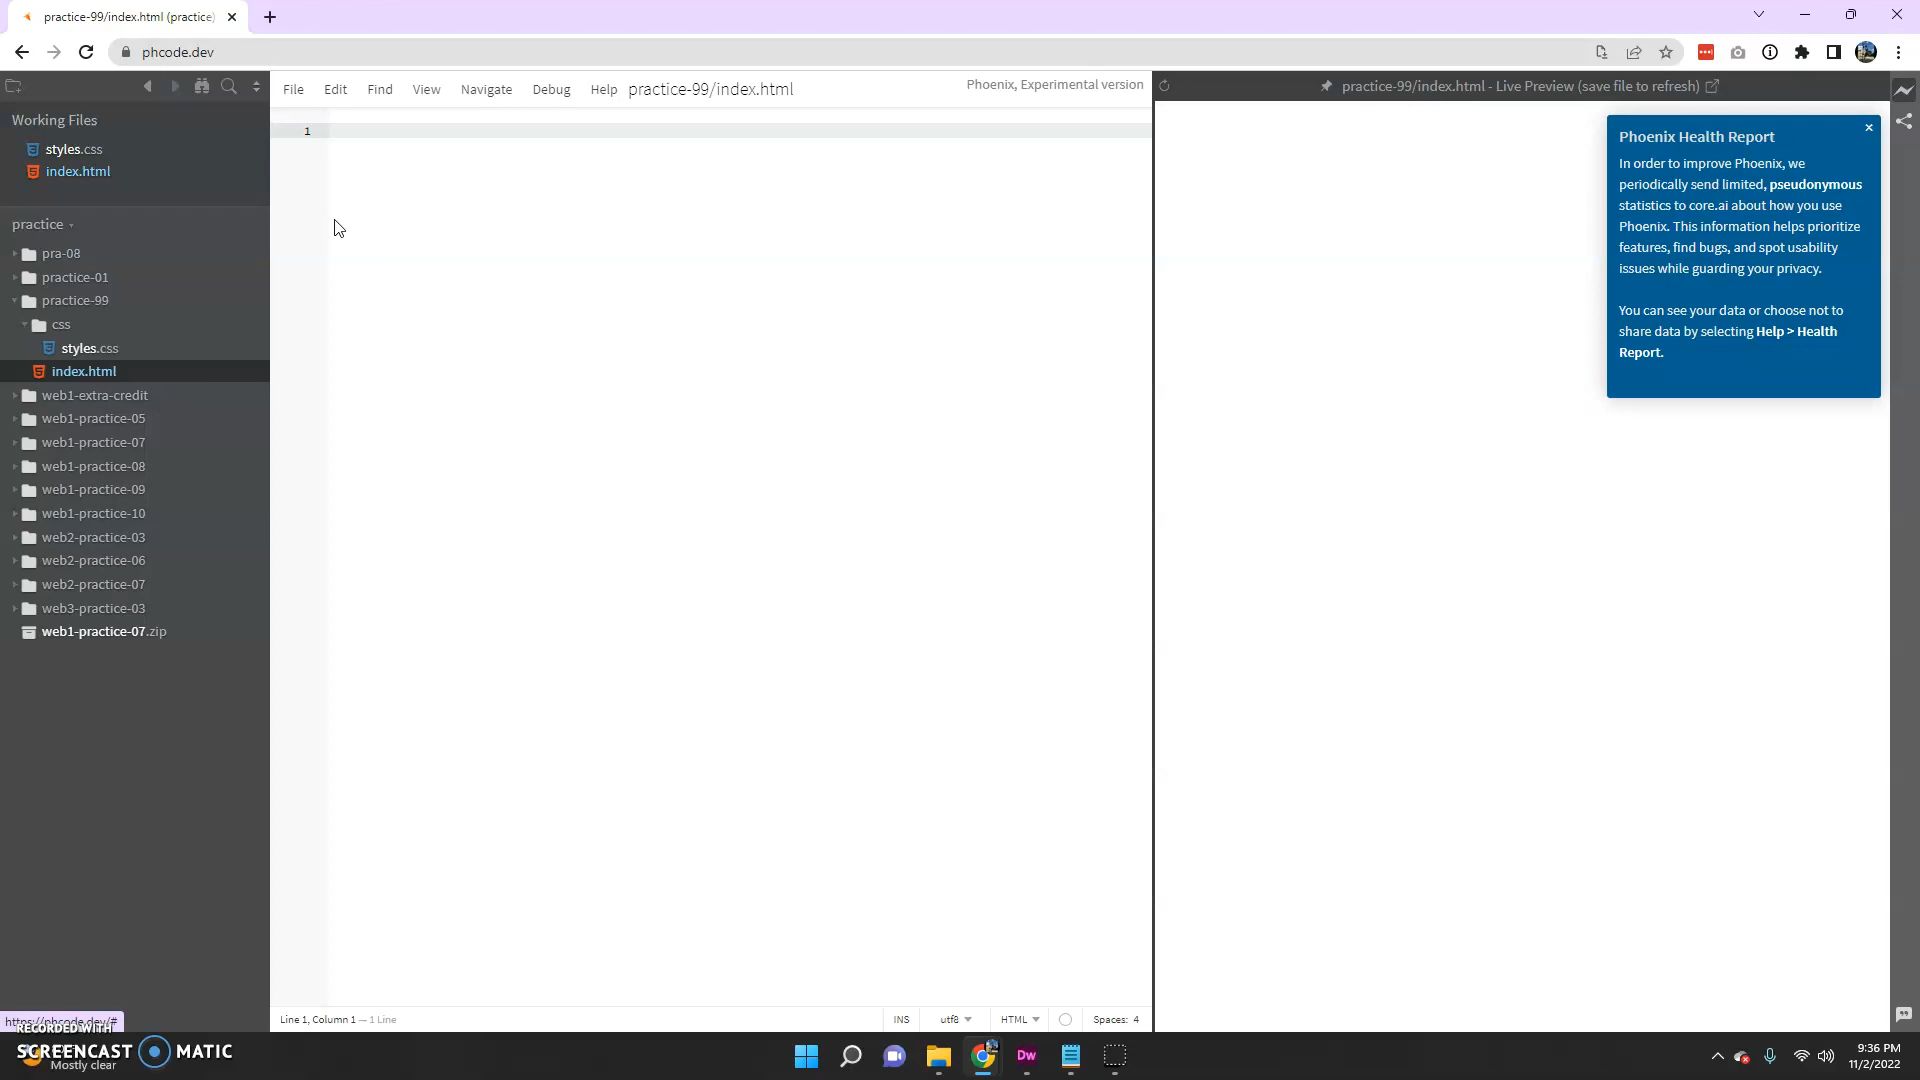 practice-99/index.html (practice)
phcode.dev
File Edit Find View Navigate Debug Help practice-99/index.html
Phoenix, Experimental version
practice-99/index.html - Live Preview (save file to refresh)
Working Files
styles.css
index.html
practice
pra-08
practice-01
practice-99
css
styles.css
index.html
web1-extra-credit
web1-practice-05
web1-practice-07
web1-practice-08
web1-practice-09
web1-practice-10
web2-practice-03
web2-practice-06
web2-practice-07
web3-practice-03
web1-practice-07.zip
1
Phoenix Health Report
In order to improve Phoenix, we
periodically send limited, pseudonymous
statistics to core.ai about how you use
Phoenix. This information helps prioritize
features, find bugs, and spot usability
issues while guarding your privacy.
You can see your data or choose not to
share data by selecting Help > Health
Report.
Line 1, Column 1 — 1 Line
INS utf8 HTML Spaces: 4
https://phcode.dev/#
RECORDED WITH
SCREENCAST MATIC
Mostly clear
Dw
9:36 PM
11/2/2022